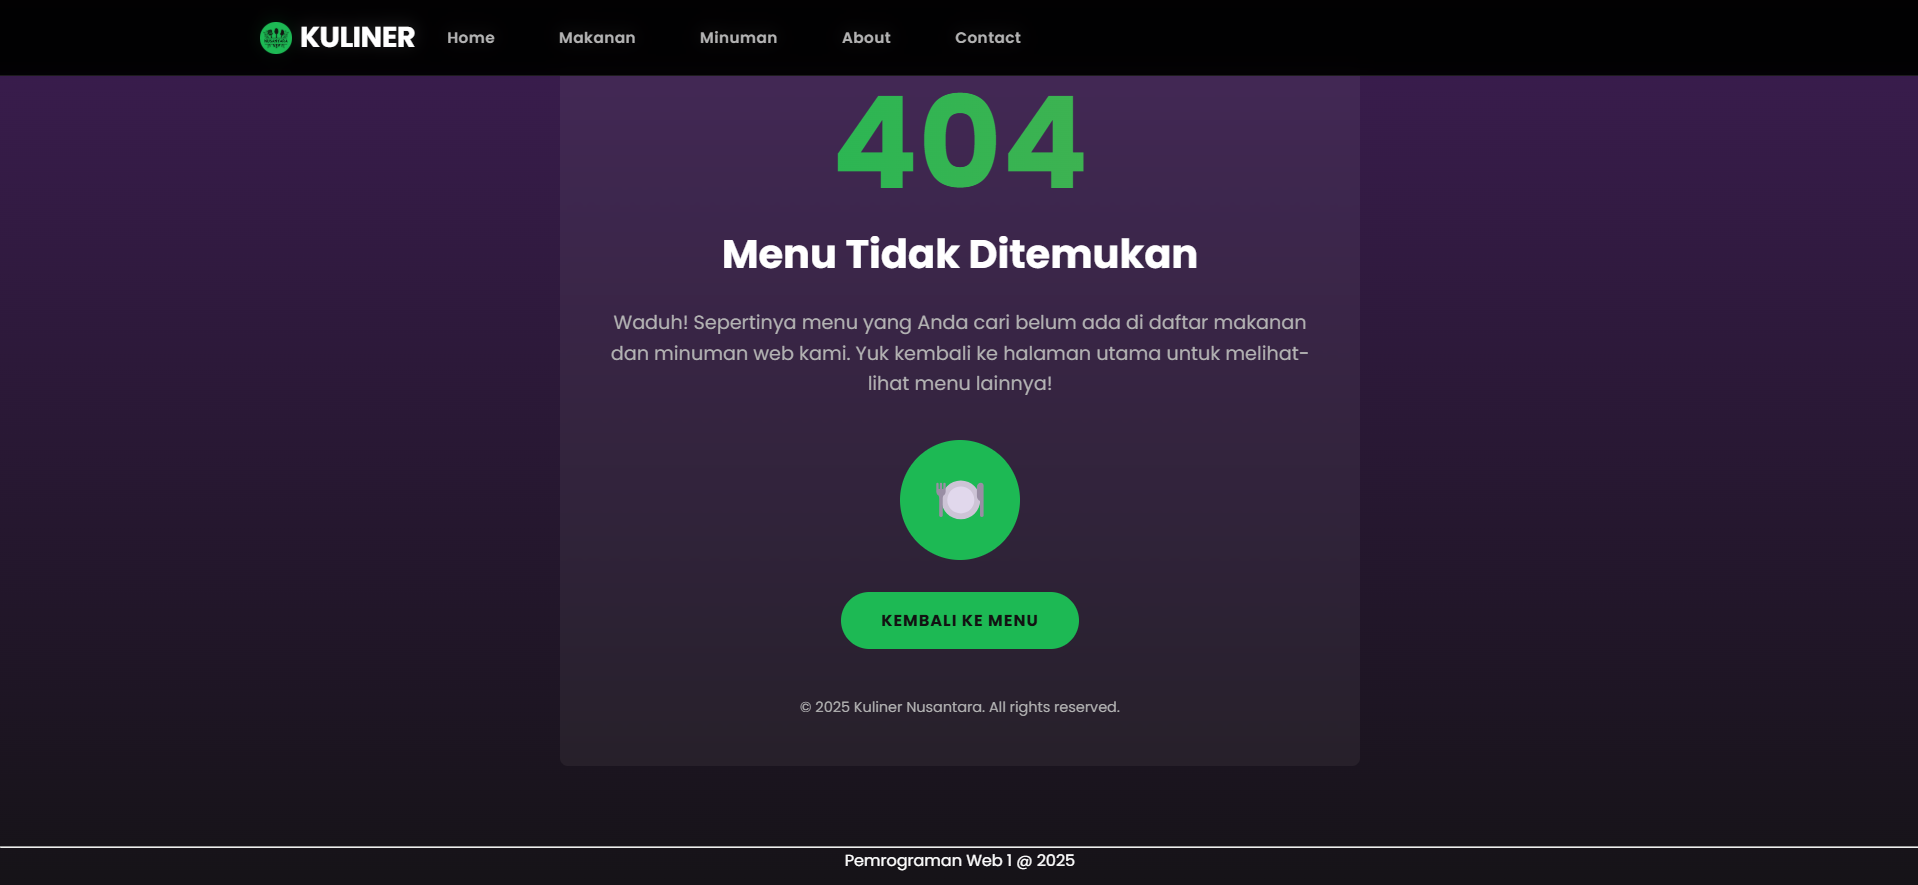 KULINER
Home
Makanan
Minuman
About
Contact
404
Menu Tidak Ditemukan
Waduh! Sepertinya menu yang Anda cari belum ada di daftar makanan
dan minuman web kami. Yuk kembali ke halaman utama untuk melihat-
lihat menu lainnya!
KEMBALI KE MENU
© 2025 Kuliner Nusantara. All rights reserved.
Pemrograman Web 1 @ 2025